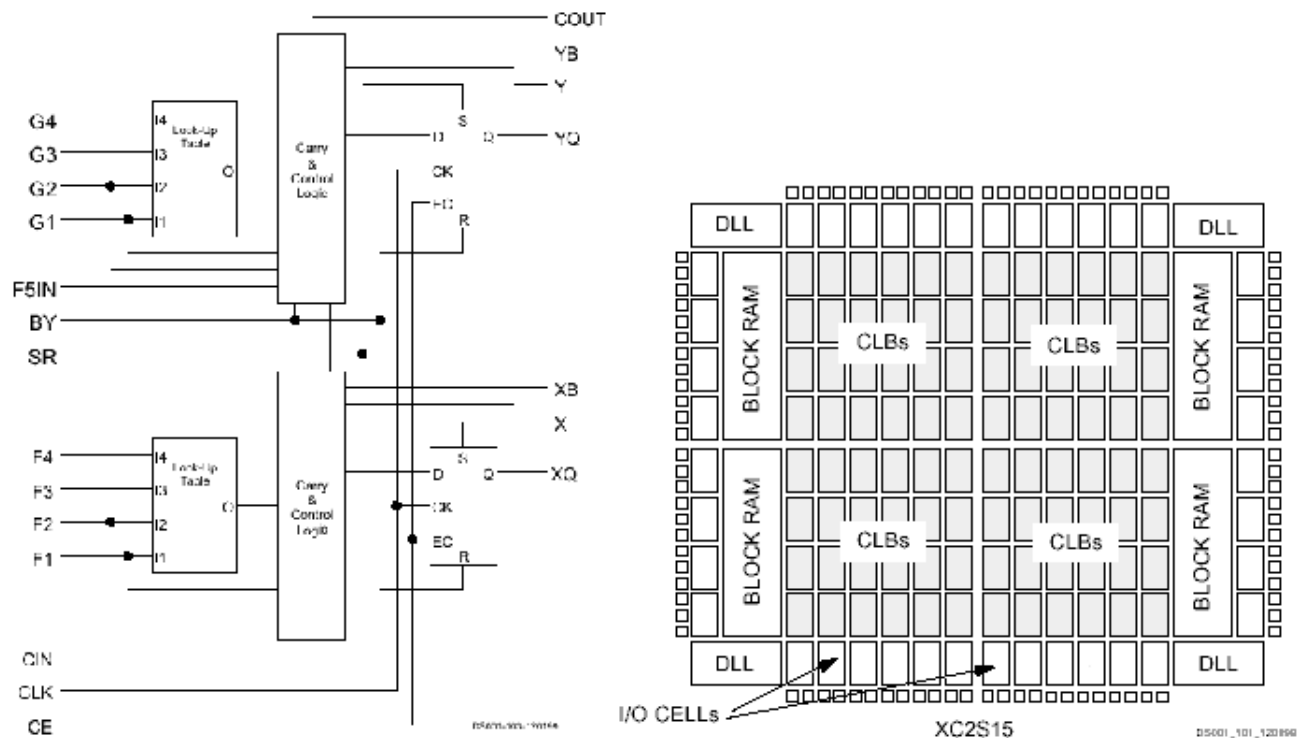 COUT
YB
Y
G4
I4
Look-Up
Table
S
G3
I3
D
Q
YQ
Carry
&
Control
Logic
O
CK
G2
I2
EC
R
G1
I1
F5IN
BY
SR
XB
X
F4
I4
Look-Up
Table
S
D
Q
XQ
F3
I3
Carry
&
Control
Logic
O
CK
F2
I2
EC
F1
I1
R
CIN
CLK
CE
DLL
DLL
BLOCK RAM
CLBs
CLBs
BLOCK RAM
BLOCK RAM
CLBs
CLBs
BLOCK RAM
DLL
DLL
I/O CELLs
XC2S15
DS001_101_120899